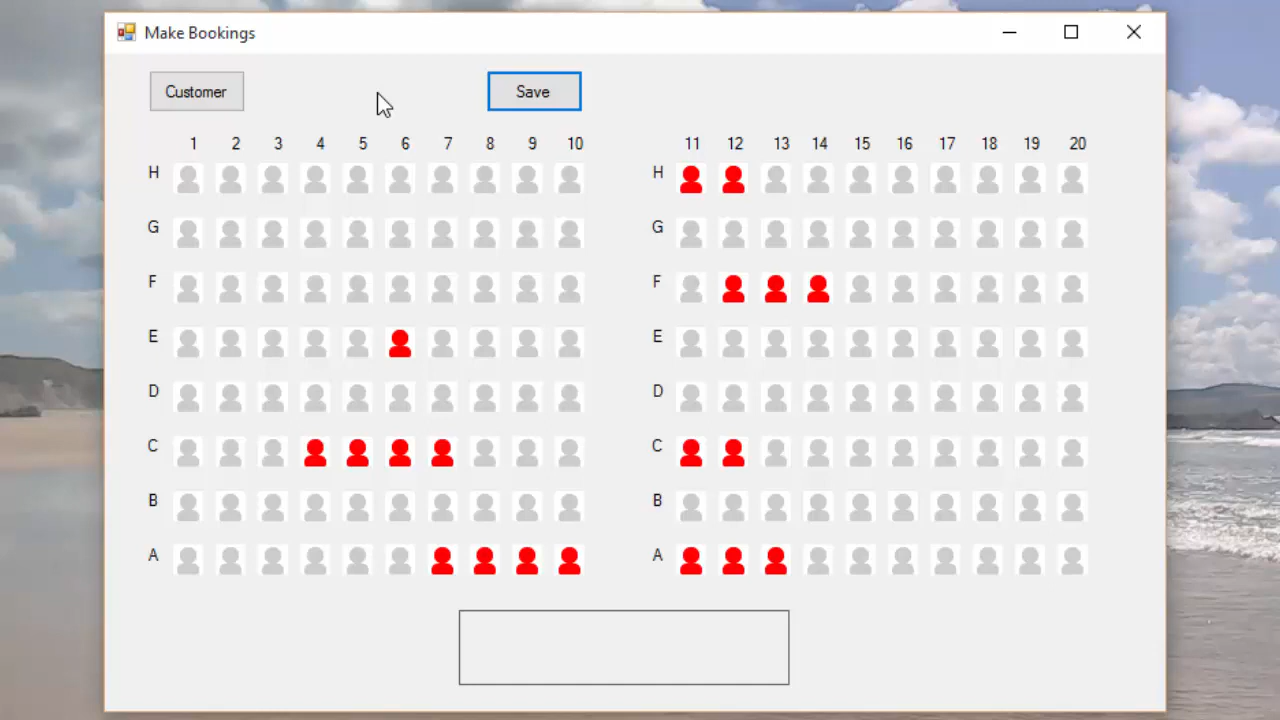 Make Bookings
Customer Save
1 2 3 4 5 6 7 8 9 10 11 12 13 14 15 16 17 18 19 20
H H
G G
F F
E E
D D
C C
B B
A A